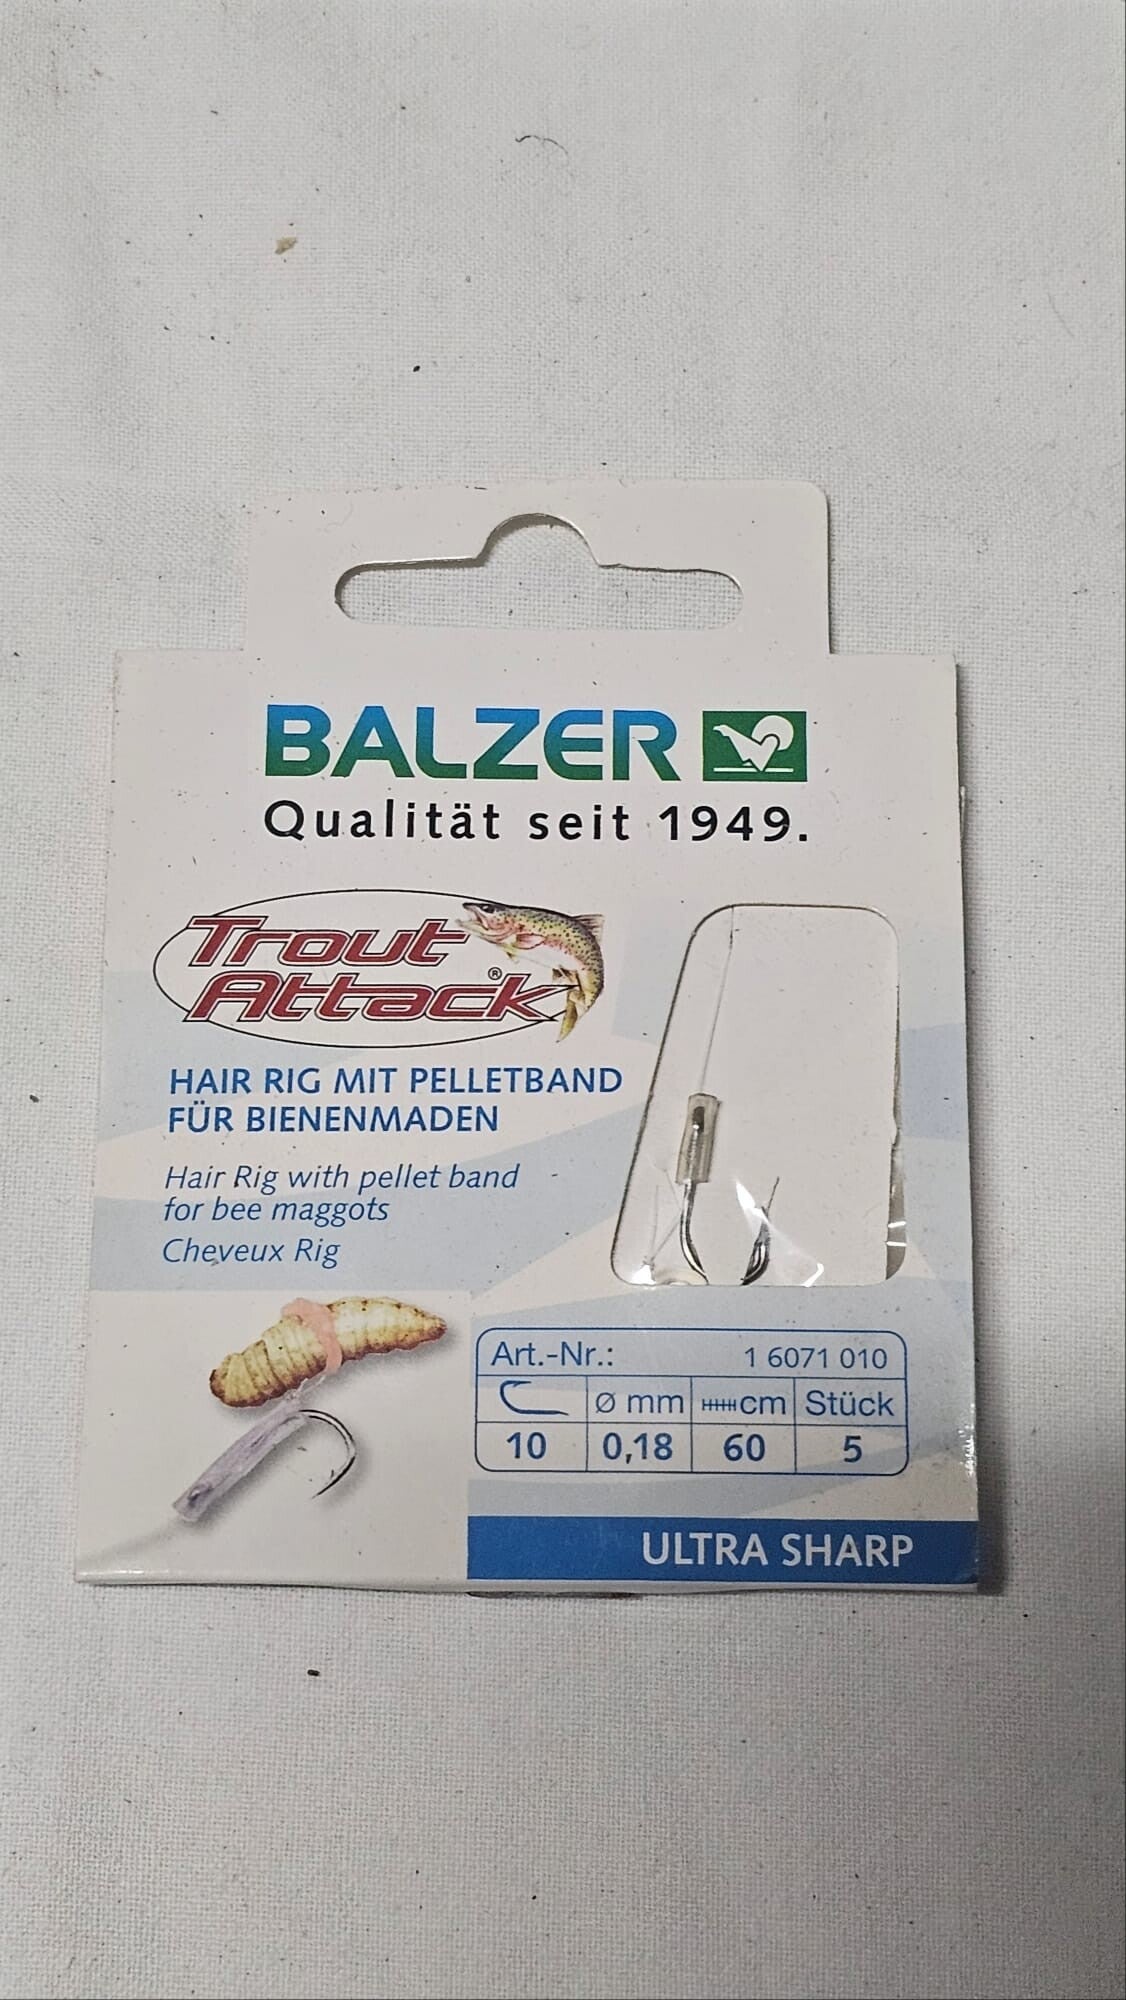 BALZER
Qualität seit 1949.
Trout
Attack®
HAIR RIG MIT PELLETBAND
FÜR BIENENMADEN
Hair Rig with pellet band
for bee maggots
Cheveux Rig
Art.-Nr.: 1 6071 010
Ø mm cm Stück
10 0,18 60 5
ULTRA SHARP